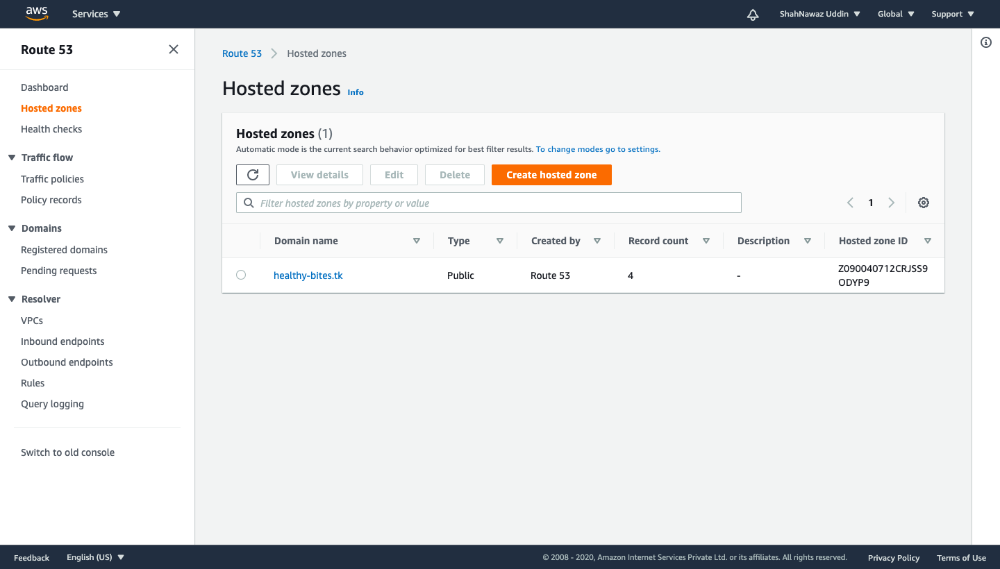 aws
Services
ShahNawaz Uddin
Global
Support
Route 53
Dashboard
Hosted zones
Health checks
Traffic flow
Traffic policies
Policy records
Domains
Registered domains
Pending requests
Resolver
VPCs
Inbound endpoints
Outbound endpoints
Rules
Query logging
Switch to old console
Route 53 Hosted zones
Hosted zones Info
Hosted zones (1)
Automatic mode is the current search behavior optimized for best filter results. To change modes go to settings.
View details Edit Delete Create hosted zone
Filter hosted zones by property or value
1
Domain name Type Created by Record count Description Hosted zone ID
healthy-bites.tk Public Route 53 4 - Z090040712CRJSS9
ODYP9
Feedback English (US) © 2008 - 2020, Amazon Internet Services Private Ltd. or its affiliates. All rights reserved. Privacy Policy Terms of Use